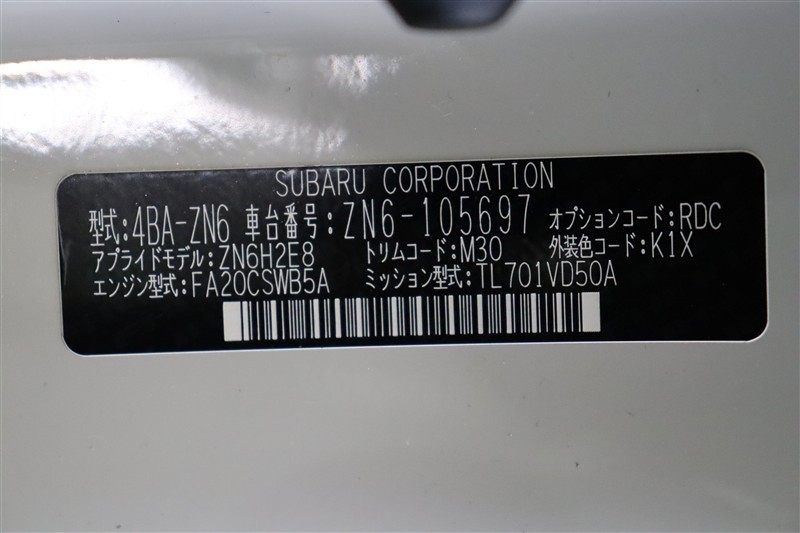 SUBARU CORPORATION
型式:4BA-ZN6 車台番号:ZN6-105697 オプションコード:RDC
アプライドモデル:ZN6H2E8 トリムコード:M30 外装色コード:K1X
エンジン型式:FA20CSWB5A ミッション型式:TL701VD50A